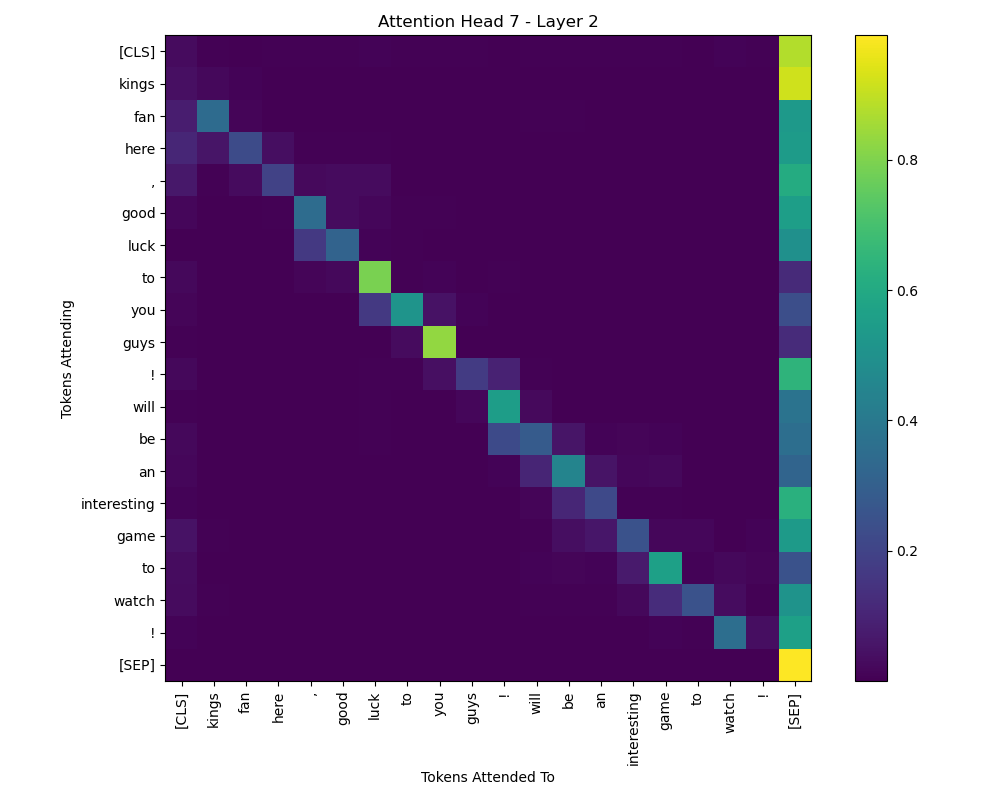 Attention Head 7 - Layer 2
Tokens Attending
[CLS]
kings
fan
here
,
good
luck
to
you
guys
!
will
be
an
interesting
game
to
watch
!
[SEP]
[CLS] kings fan here , good luck to you guys ! will be an interesting game to watch ! [SEP]
Tokens Attended To
0.8
0.6
0.4
0.2